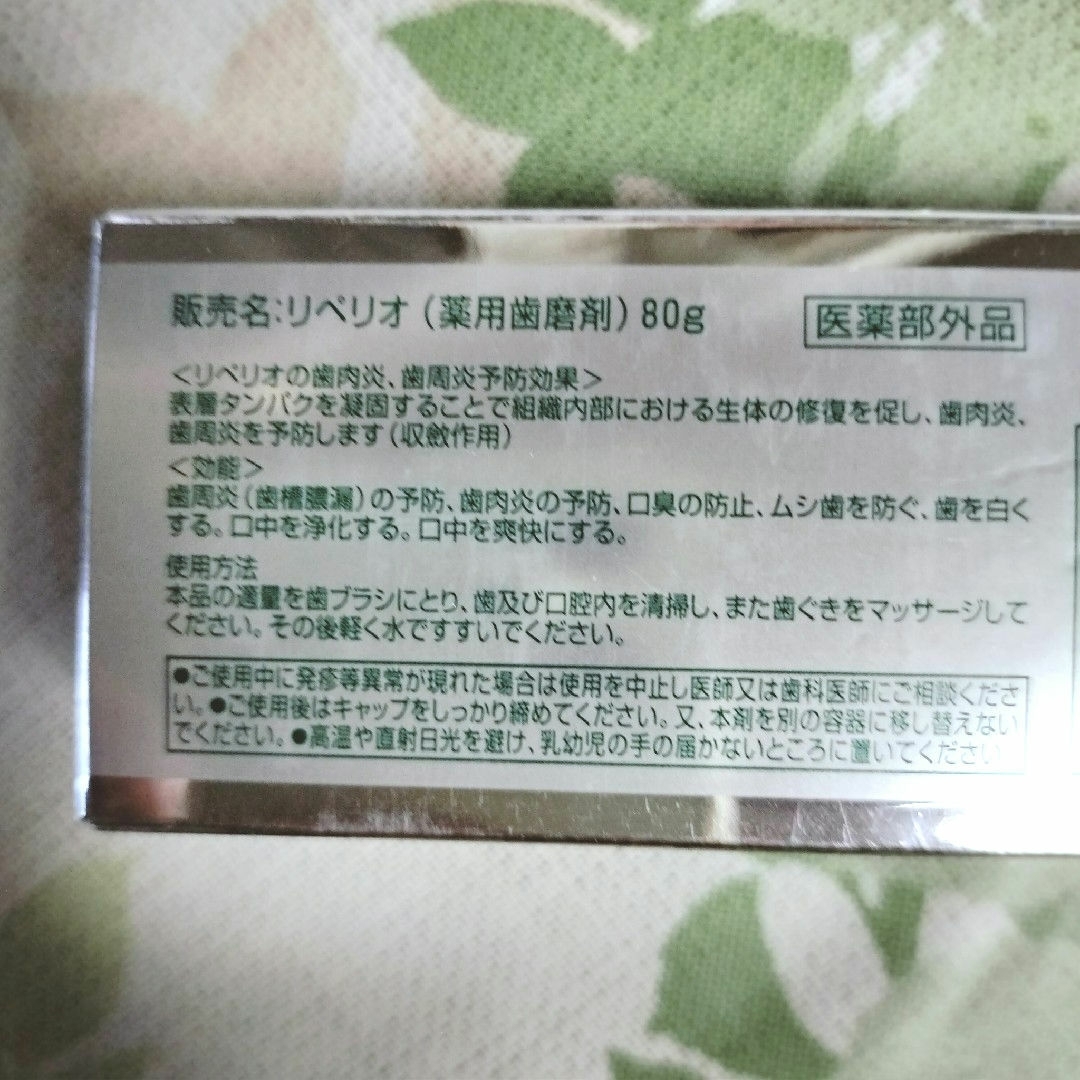 販売名:リペリオ(薬用歯磨剤)80g
医薬部外品
<リペリオの歯肉炎、歯周炎予防効果>
表層タンパクを凝固することで組織内部における生体の修復を促し、歯肉炎、
歯周炎を予防します(収斂作用)
<効能>
歯周炎(歯槽膿漏)の予防、歯肉炎の予防、口臭の防止、ムシ歯を防ぐ、歯を白く
する。口中を浄化する。口中を爽快にする。
使用方法
本品の適量を歯ブラシにとり、歯及び口腔内を清掃し、また歯ぐきをマッサージして
ください。その後軽く水ですすいでください。
●ご使用中に発疹等異常が現れた場合は使用を中止し医師又は歯科医師にご相談くださ
い。●ご使用後はキャップをしっかり締めてください。又、本剤を別の容器に移し替えない
でください。●高温や直射日光を避け、乳幼児の手の届かないところに置いてください